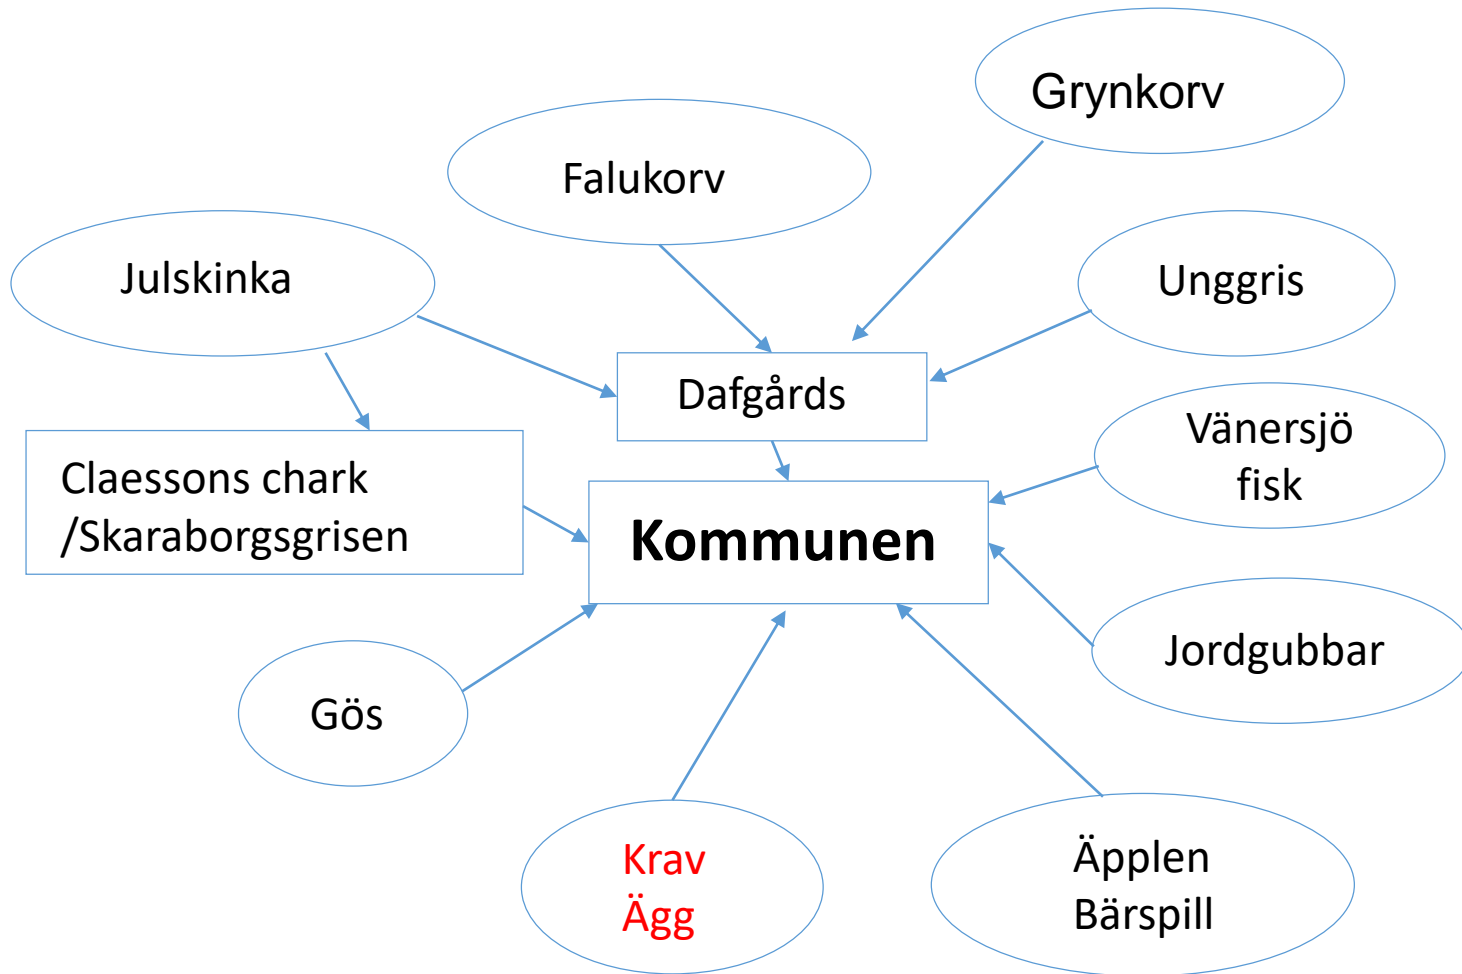 Grynkorv
Falukorv
Julskinka
Unggris
Dafgårds
Vänersjö
fisk
Claessons chark
/Skaraborgsgrisen
Kommunen
Jordgubbar
Gös
Krav
Ägg
Äpplen
Bärspill